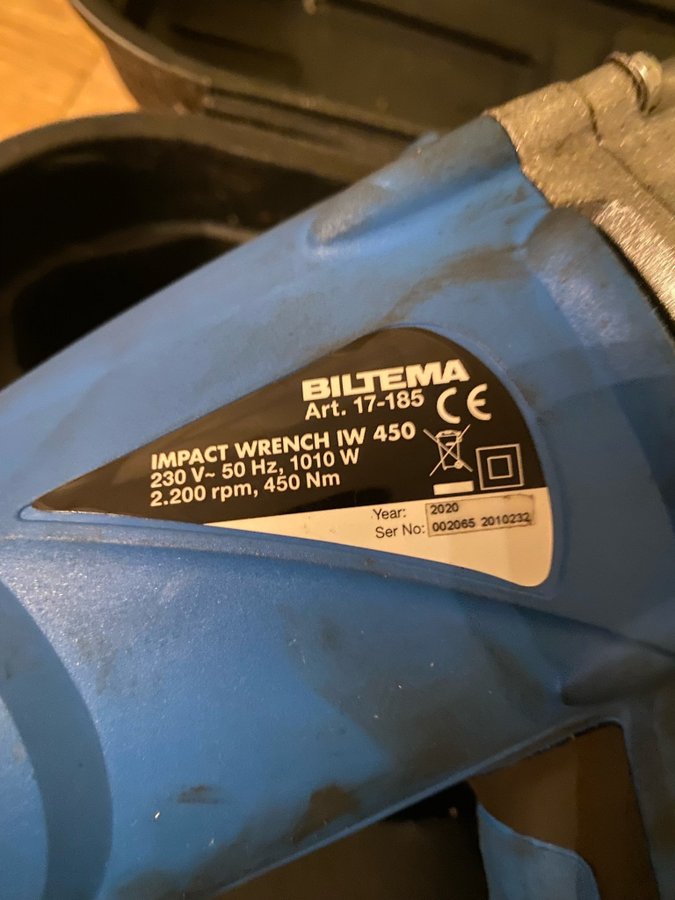 BILTEMA
Art. 17-185
CE
IMPACT WRENCH IW 450
230 V~ 50 Hz, 1010 W
2.200 rpm, 450 Nm
Year: 2020
Ser No: 002065 2010232